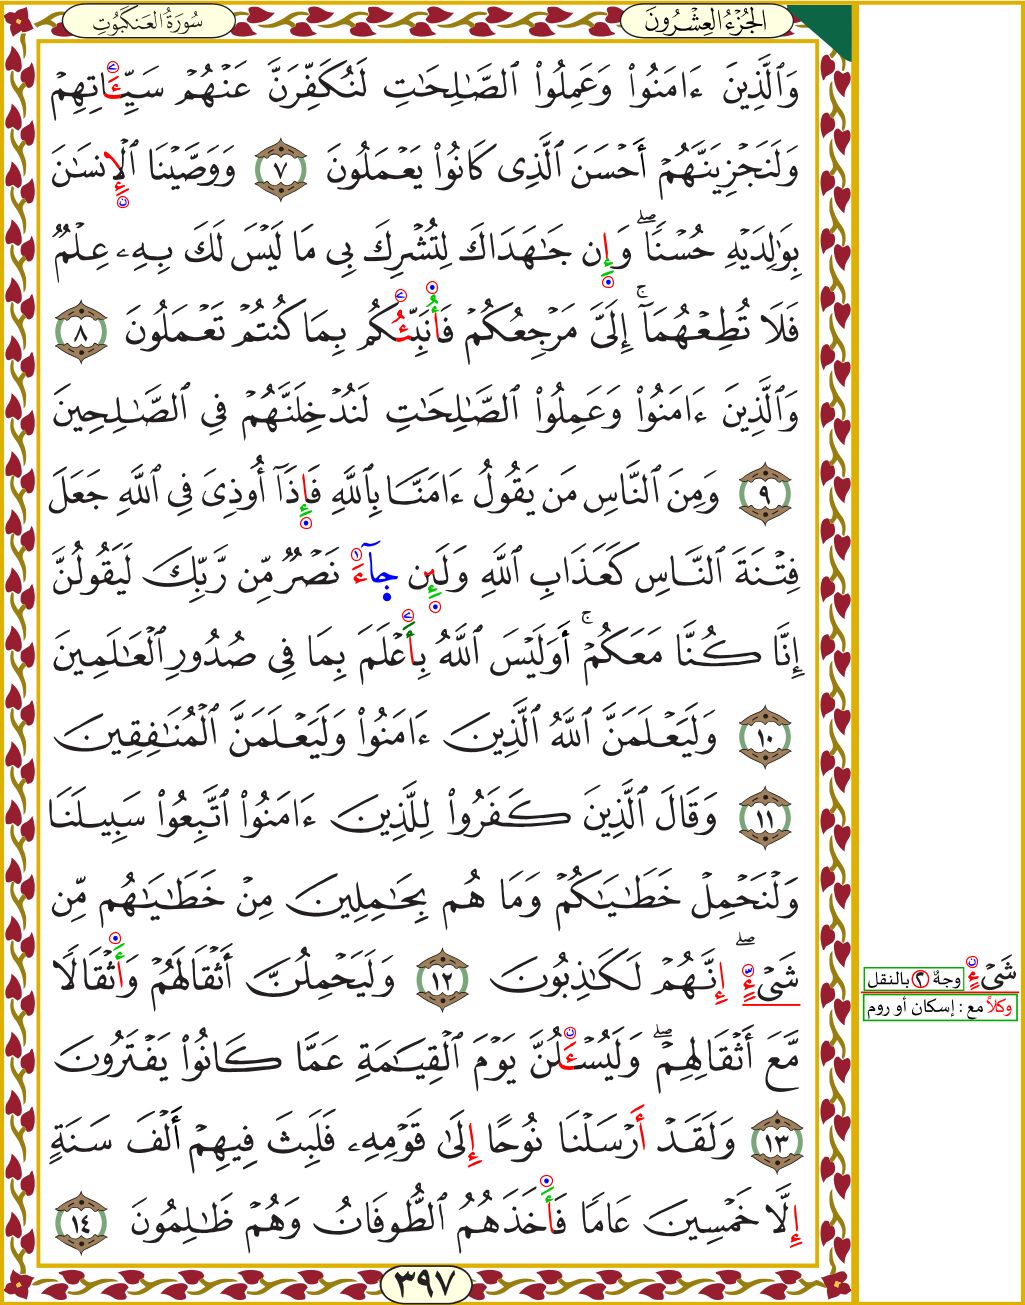 الجُزْءُ العِشْرُونَ
سُورَةُ العَنكَبُوتِ
وَٱلَّذِينَ ءَامَنُوا۟ وَعَمِلُوا۟ ٱلصَّـٰلِحَـٰتِ لَنُكَفِّرَنَّ عَنْهُمْ سَيِّـَٔاتِهِمْ
وَلَنَجْزِيَنَّهُمْ أَحْسَنَ ٱلَّذِى كَانُوا۟ يَعْمَلُونَ ٧ وَوَصَّيْنَا ٱلْإِنسَـٰنَ
بِوَٰلِدَيْهِ حُسْنًا ۖ وَإِن جَـٰهَدَاكَ لِتُشْرِكَ بِى مَا لَيْسَ لَكَ بِهِۦ عِلْمٌ
فَلَا تُطِعْهُمَآ ۚ إِلَىَّ مَرْجِعُكُمْ فَأُنَبِّئُكُم بِمَا كُنتُمْ تَعْمَلُونَ ٨
وَٱلَّذِينَ ءَامَنُوا۟ وَعَمِلُوا۟ ٱلصَّـٰلِحَـٰتِ لَنُدْخِلَنَّهُمْ فِى ٱلصَّـٰلِحِينَ
٩ وَمِنَ ٱلنَّاسِ مَن يَقُولُ ءَامَنَّا بِٱللَّهِ فَإِذَآ أُوذِىَ فِى ٱللَّهِ جَعَلَ
فِتْنَةَ ٱلنَّاسِ كَعَذَابِ ٱللَّهِ وَلَئِن جَآءَ نَصْرٌ مِّن رَّبِّكَ لَيَقُولُنَّ
إِنَّا كُنَّا مَعَكُمْ ۚ أَوَلَيْسَ ٱللَّهُ بِأَعْلَمَ بِمَا فِى صُدُورِ ٱلْعَـٰلَمِينَ
١٠ وَلَيَعْلَمَنَّ ٱللَّهُ ٱلَّذِينَ ءَامَنُوا۟ وَلَيَعْلَمَنَّ ٱلْمُنَـٰفِقِينَ
١١ وَقَالَ ٱلَّذِينَ كَفَرُوا۟ لِلَّذِينَ ءَامَنُوا۟ ٱتَّبِعُوا۟ سَبِيلَنَا
وَلْنَحْمِلْ خَطَـٰيَـٰكُمْ وَمَا هُم بِحَـٰمِلِينَ مِنْ خَطَـٰيَـٰهُم مِّن
شَىْءٍ ۖ إِنَّهُمْ لَكَـٰذِبُونَ ١٢ وَلَيَحْمِلُنَّ أَثْقَالَهُمْ وَأَثْقَالًا
مَّعَ أَثْقَالِهِمْ ۖ وَلَيُسْـَٔلُنَّ يَوْمَ ٱلْقِيَـٰمَةِ عَمَّا كَانُوا۟ يَفْتَرُونَ
١٣ وَلَقَدْ أَرْسَلْنَا نُوحًا إِلَىٰ قَوْمِهِۦ فَلَبِثَ فِيهِمْ أَلْفَ سَنَةٍ
إِلَّا خَمْسِينَ عَامًا فَأَخَذَهُمُ ٱلطُّوفَانُ وَهُمْ ظَـٰلِمُونَ ١٤
٣٩٧
شَىْءٍ وجهٌ ٢ بالنقل
وكلاً مع : إسكان أو روم